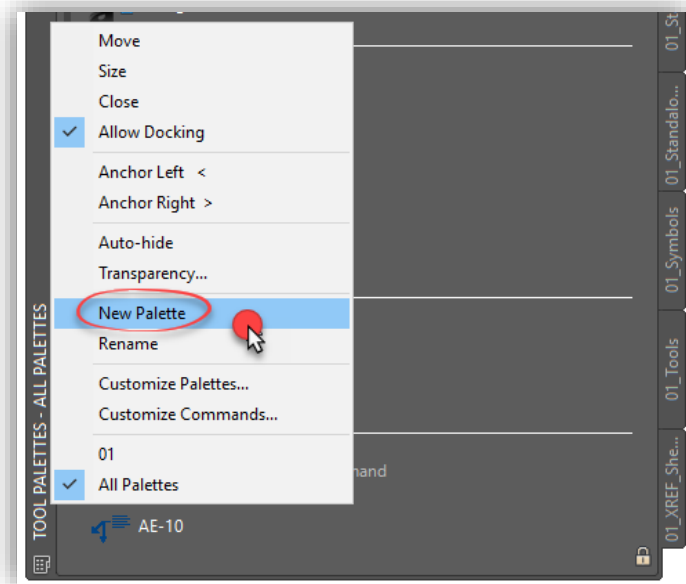 Move
Size
Close
Allow Docking
Anchor Left <
Anchor Right >
Auto-hide
Transparency...
New Palette
Rename
Customize Palettes...
Customize Commands...
01
All Palettes
AE-10
TOOL PALETTES - ALL PALETTES
01_St
01_Standalo...
01_Symbols
01_Tools
01_XREF_She...